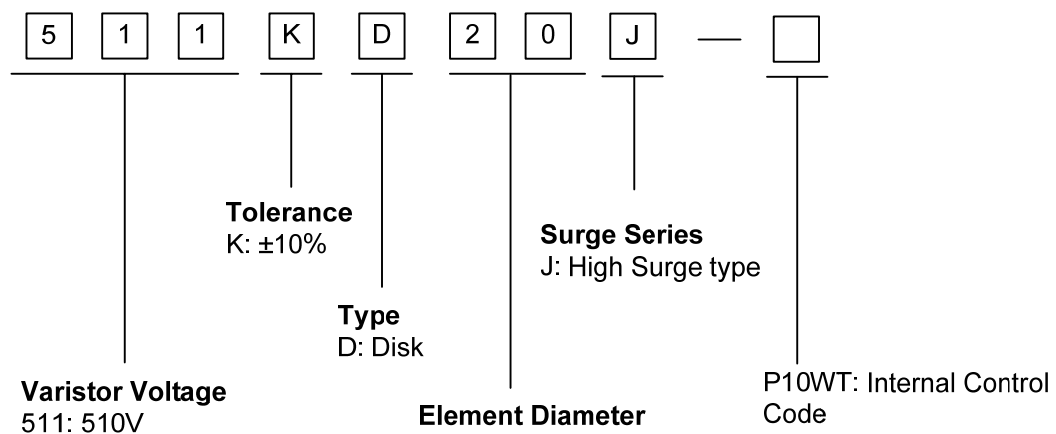 5 1 1 K D 2 0 J —
Tolerance
K: ±10%
Surge Series
J: High Surge type
Type
D: Disk
Varistor Voltage
511: 510V
Element Diameter
P10WT: Internal Control
Code